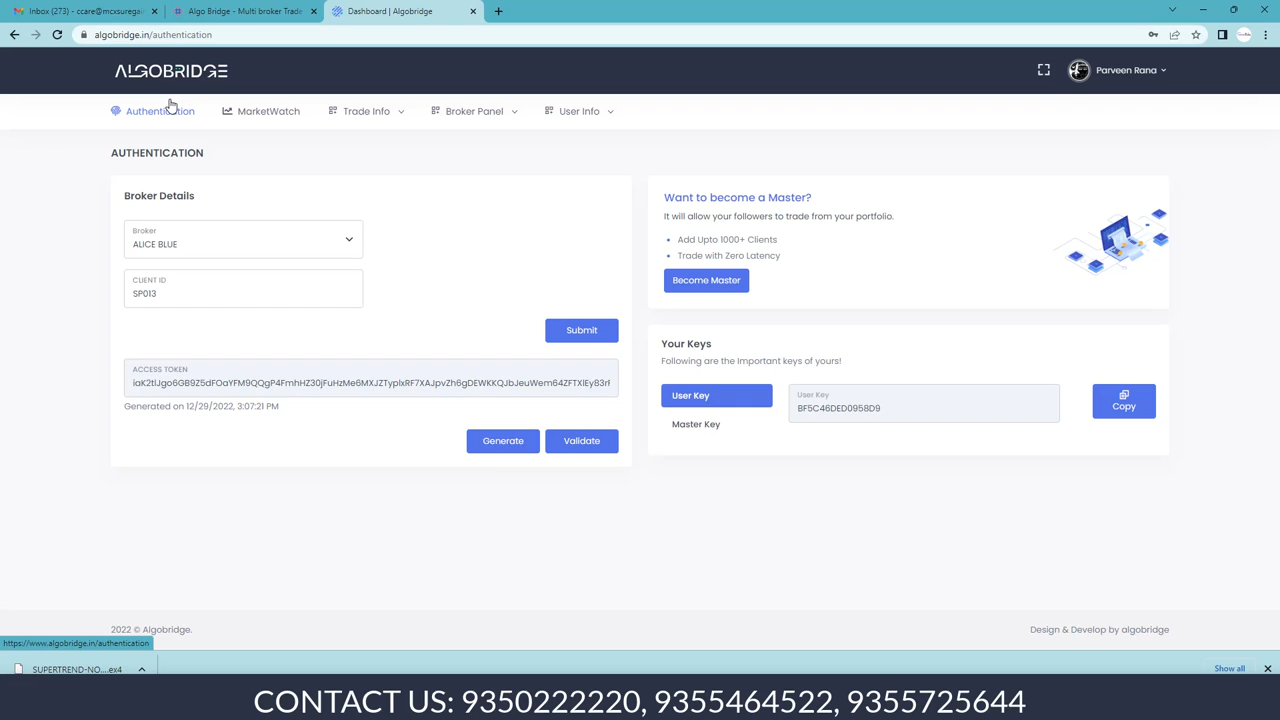 Inbox (273) - ccare@mcxsuregai
Algo Bridge - Multi broker Trade
Dashboard | Algobridge
algobridge.in/authentication
ALGOBRIDGE
Parveen Rana
Authentication
MarketWatch
Trade Info
Broker Panel
User Info
AUTHENTICATION
Broker Details
Broker
ALICE BLUE
CLIENT ID
SP013
Submit
ACCESS TOKEN
Generated on 12/29/2022, 3:07:21 PM
Generate
Validate
Want to become a Master?
It will allow your followers to trade from your portfolio.
Add Upto 1000+ Clients
Trade with Zero Latency
Become Master
Your Keys
Following are the Important keys of yours!
User Key
Master Key
User Key
BF5C46DED0958D9
Copy
2022 © Algobridge.
Design & Develop by algobridge
https://www.algobridge.in/authentication
SUPERTREND-NO....ex4
Show all
CONTACT US: 9350222220, 9355464522, 9355725644